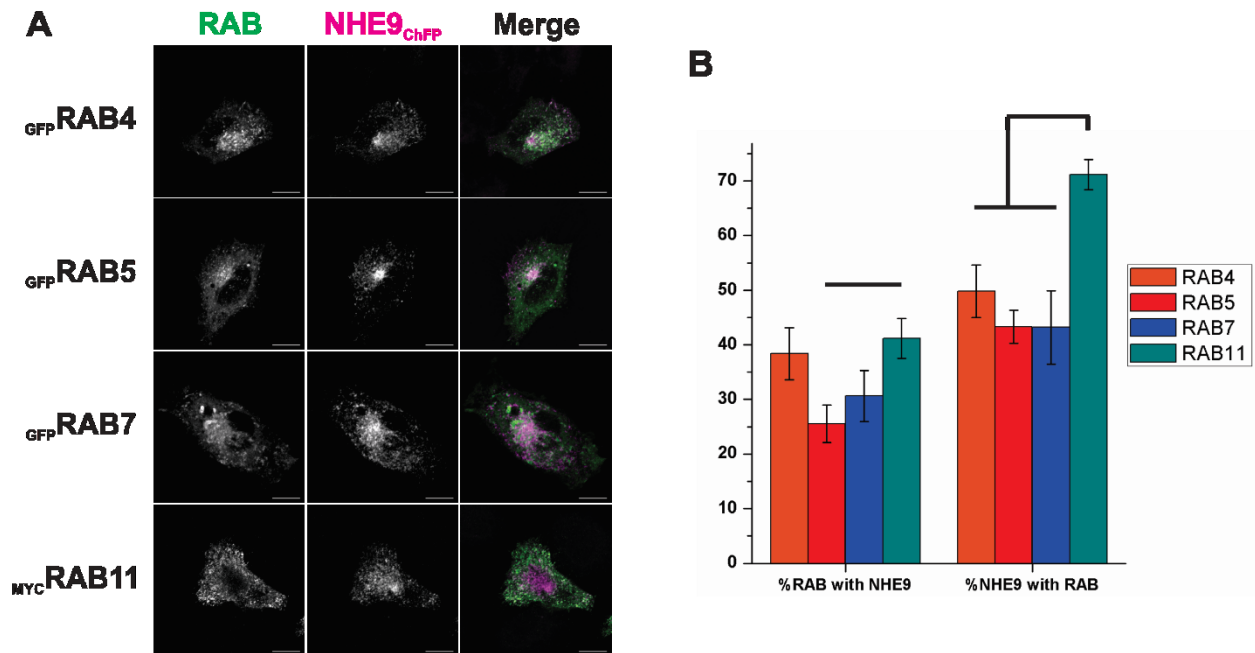 A
RAB NHE9ChFP Merge
GFPRAB4
GFPRAB5
GFPRAB7
MYCRAB11
B
70
60
50
40
30
20
10
0
%RAB with NHE9 %NHE9 with RAB
RAB4
RAB5
RAB7
RAB11